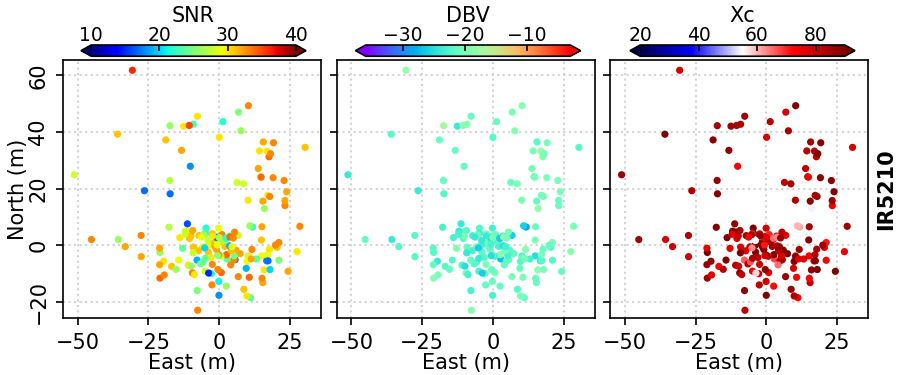 SNR DBV Xc
10 20 30 40 −30 −20 −10 20 40 60 80
60
40
20
0
−20
North (m)
IR5210
−50 −25 0 25 −50 −25 0 25 −50 −25 0 25
East (m) East (m) East (m)